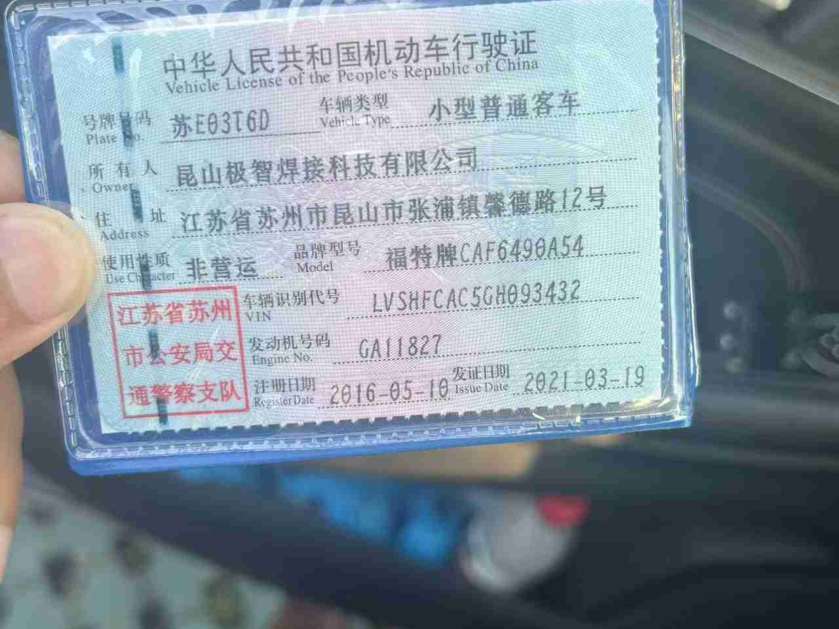 中华人民共和国机动车行驶证
Vehicle License of the People's Republic of China
号牌号码 苏E03T6D 车辆类型 小型普通客车
Plate No. Vehicle Type
所有人 昆山极智焊接科技有限公司
Owner
住址 江苏省苏州市昆山市张浦镇馨德路12号
Address
使用性质 非营运 品牌型号 福特牌CAF6490A54
Use Character Model
车辆识别代号 LVSHFCAC5GH093432
VIN
发动机号码 GA11827
Engine No.
注册日期 2016-05-10 发证日期 2021-03-19
Register Date Issue Date
江苏省苏州
市公安局交
通警察支队